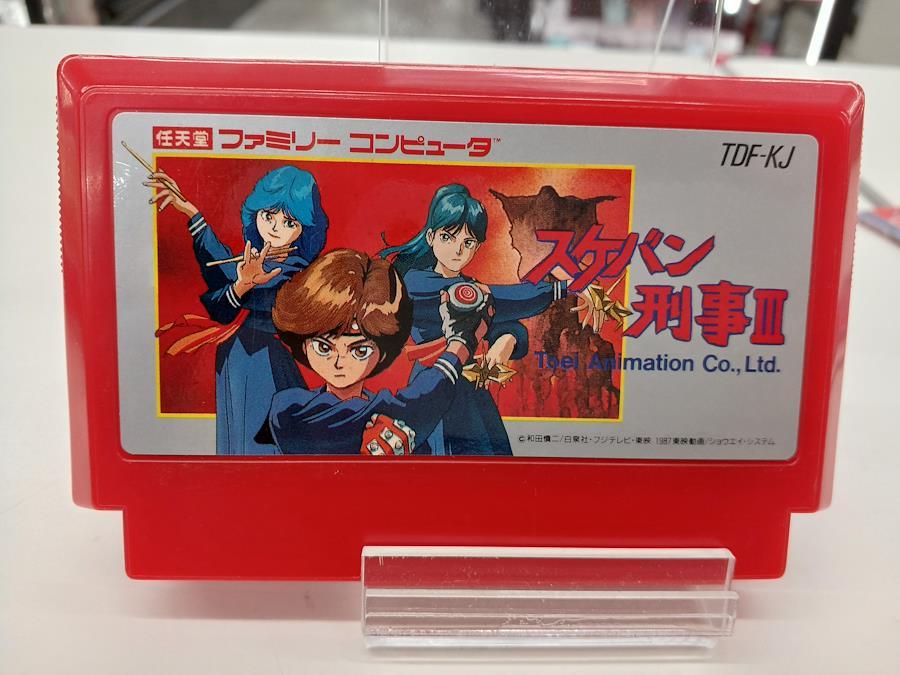 任天堂 ファミリー コンピュータ™
TDF-KJ
スケバン
刑事III
Toei Animation Co., Ltd.
©和田慎二/白泉社・フジテレビ・東映 1987東映動画/ショウエイ・システム